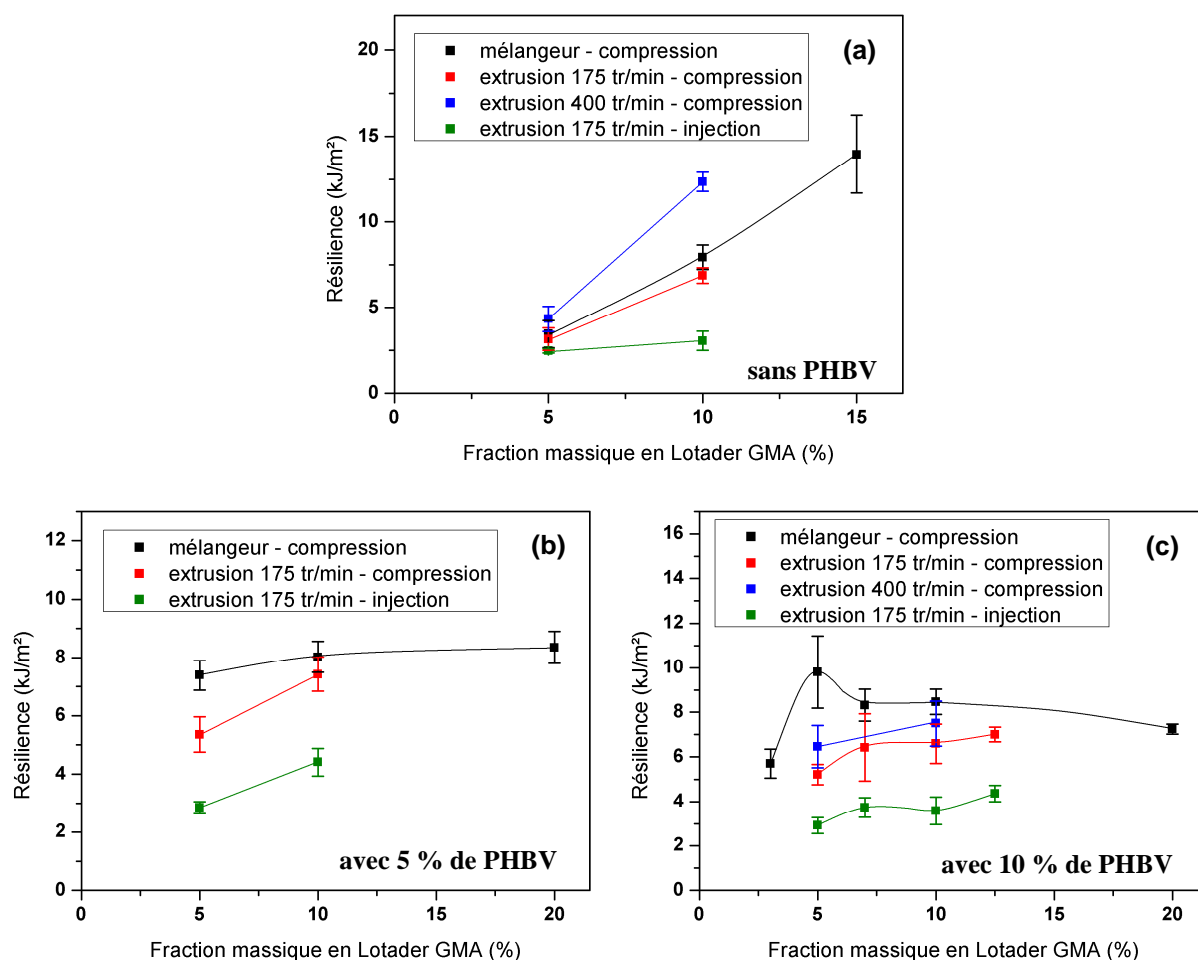 (a)
mélangeur - compression
extrusion 175 tr/min - compression
extrusion 400 tr/min - compression
extrusion 175 tr/min - injection
Résilience (kJ/m²)
20
15
10
5
0
sans PHBV
0 5 10 15
Fraction massique en Lotader GMA (%)
(b)
mélangeur - compression
extrusion 175 tr/min - compression
extrusion 175 tr/min - injection
Résilience (kJ/m²)
12
10
8
6
4
2
0
avec 5 % de PHBV
0 5 10 15 20
Fraction massique en Lotader GMA (%)
(c)
mélangeur - compression
extrusion 175 tr/min - compression
extrusion 400 tr/min - compression
extrusion 175 tr/min - injection
Résilience (kJ/m²)
16
14
12
10
8
6
4
2
0
avec 10 % de PHBV
0 5 10 15 20
Fraction massique en Lotader GMA (%)